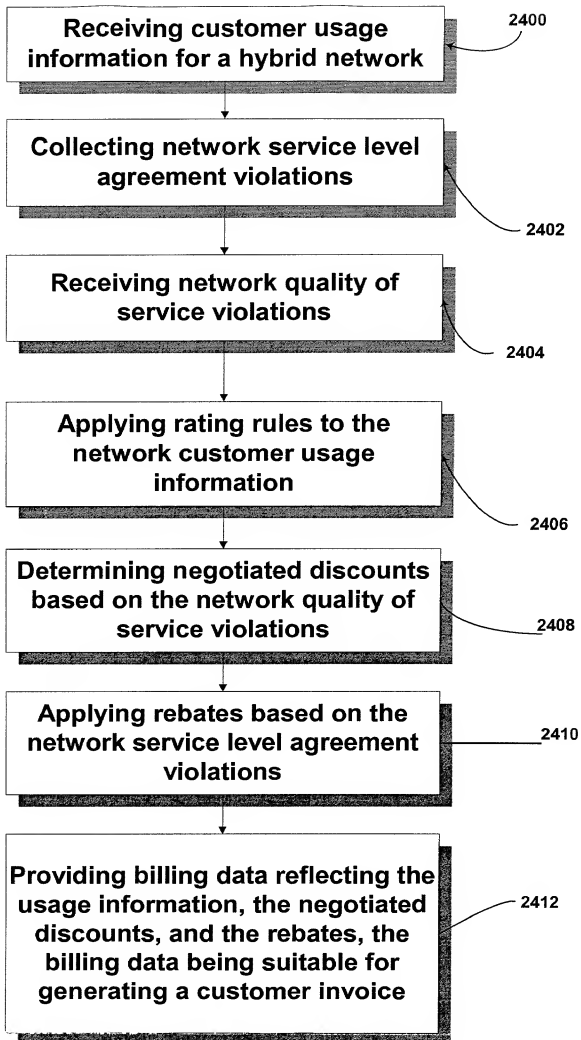 Receiving customer usage
information for a hybrid network
2400
Collecting network service level
agreement violations
2402
Receiving network quality of
service violations
2404
Applying rating rules to the
network customer usage
information
2406
Determining negotiated discounts
based on the network quality of
service violations
2408
Applying rebates based on the
network service level agreement
violations
2410
Providing billing data reflecting the
usage information, the negotiated
discounts, and the rebates, the
billing data being suitable for
generating a customer invoice
2412